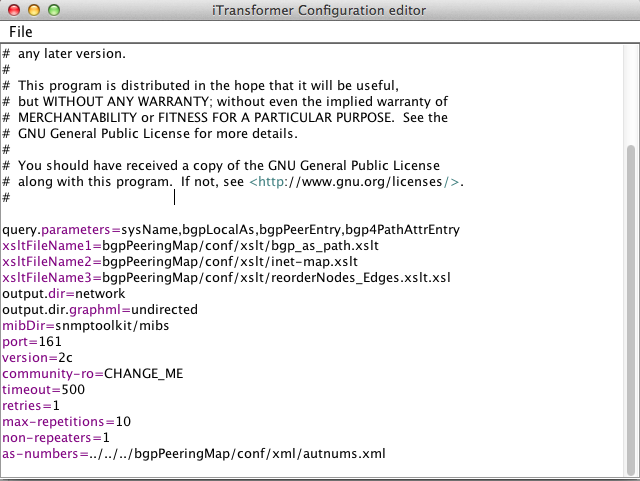 iTransformer Configuration editor
File
# any later version.
#
# This program is distributed in the hope that it will be useful,
# but WITHOUT ANY WARRANTY; without even the implied warranty of
# MERCHANTABILITY or FITNESS FOR A PARTICULAR PURPOSE.  See the
# GNU General Public License for more details.
#
# You should have received a copy of the GNU General Public License
# along with this program.  If not, see <http://www.gnu.org/licenses/>.
#
query.parameters=sysName,bgpLocalAs,bgpPeerEntry,bgp4PathAttrEntry
xsltFileName1=bgpPeeringMap/conf/xslt/bgp_as_path.xslt
xsltFileName2=bgpPeeringMap/conf/xslt/inet-map.xslt
xsltFileName3=bgpPeeringMap/conf/xslt/reorderNodes_Edges.xslt.xsl
output.dir=network
output.dir.graphml=undirected
mibDir=snmptoolkit/mibs
port=161
version=2c
community-ro=CHANGE_ME
timeout=500
retries=1
max-repetitions=10
non-repeaters=1
as-numbers=../../../bgpPeeringMap/conf/xml/autnums.xml